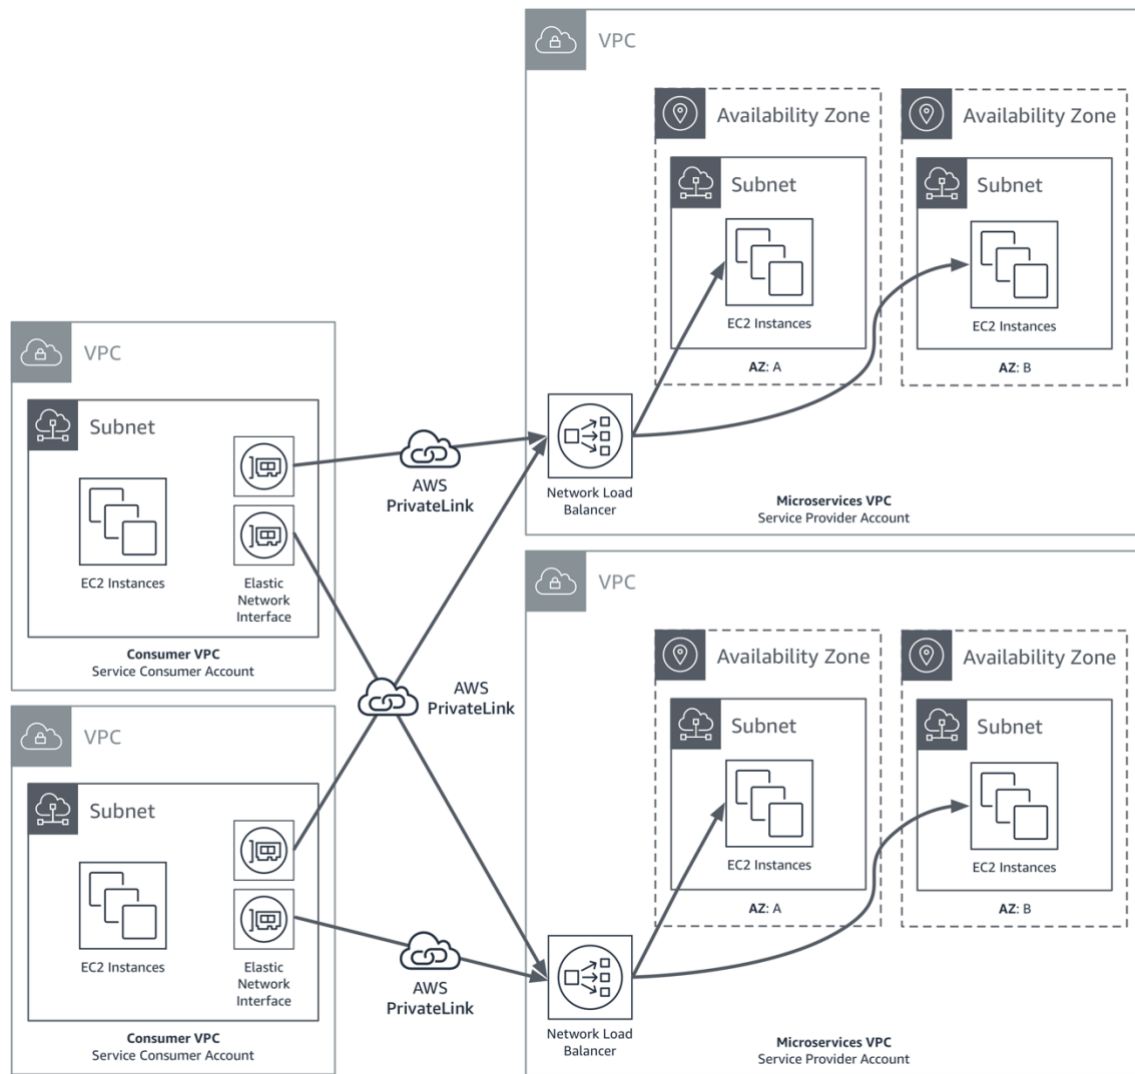 VPC
Availability Zone
Subnet
EC2 Instances
AZ: A
Availability Zone
Subnet
EC2 Instances
AZ: B
Network Load
Balancer
Microservices VPC
Service Provider Account
VPC
Subnet
EC2 Instances
Elastic
Network
Interface
Consumer VPC
Service Consumer Account
AWS
PrivateLink
AWS
PrivateLink
VPC
Availability Zone
Subnet
EC2 Instances
AZ: A
Availability Zone
Subnet
EC2 Instances
AZ: B
Network Load
Balancer
Microservices VPC
Service Provider Account
VPC
Subnet
EC2 Instances
Elastic
Network
Interface
Consumer VPC
Service Consumer Account
AWS
PrivateLink